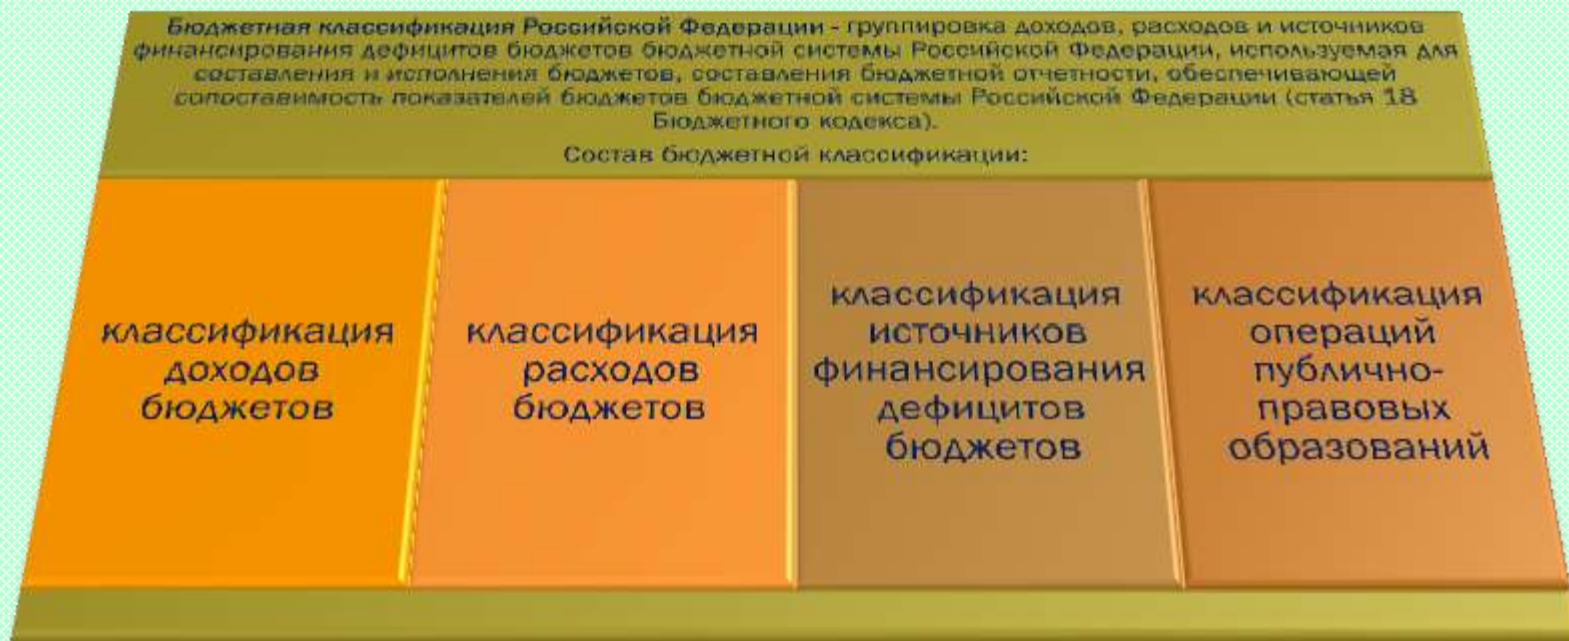 Бюджетная классификация Российской Федерации - группировка доходов, расходов и источников
финансирования дефицитов бюджетов бюджетной системы Российской Федерации, используемая для
составления и исполнения бюджетов, составления бюджетной отчетности, обеспечивающей
сопоставимость показателей бюджетов бюджетной системы Российской Федерации (статья 18
Бюджетного кодекса).
Состав бюджетной классификации:
классификация
доходов
бюджетов
классификация
расходов
бюджетов
классификация
источников
финансирования
дефицитов
бюджетов
классификация
операций
публично-
правовых
образований